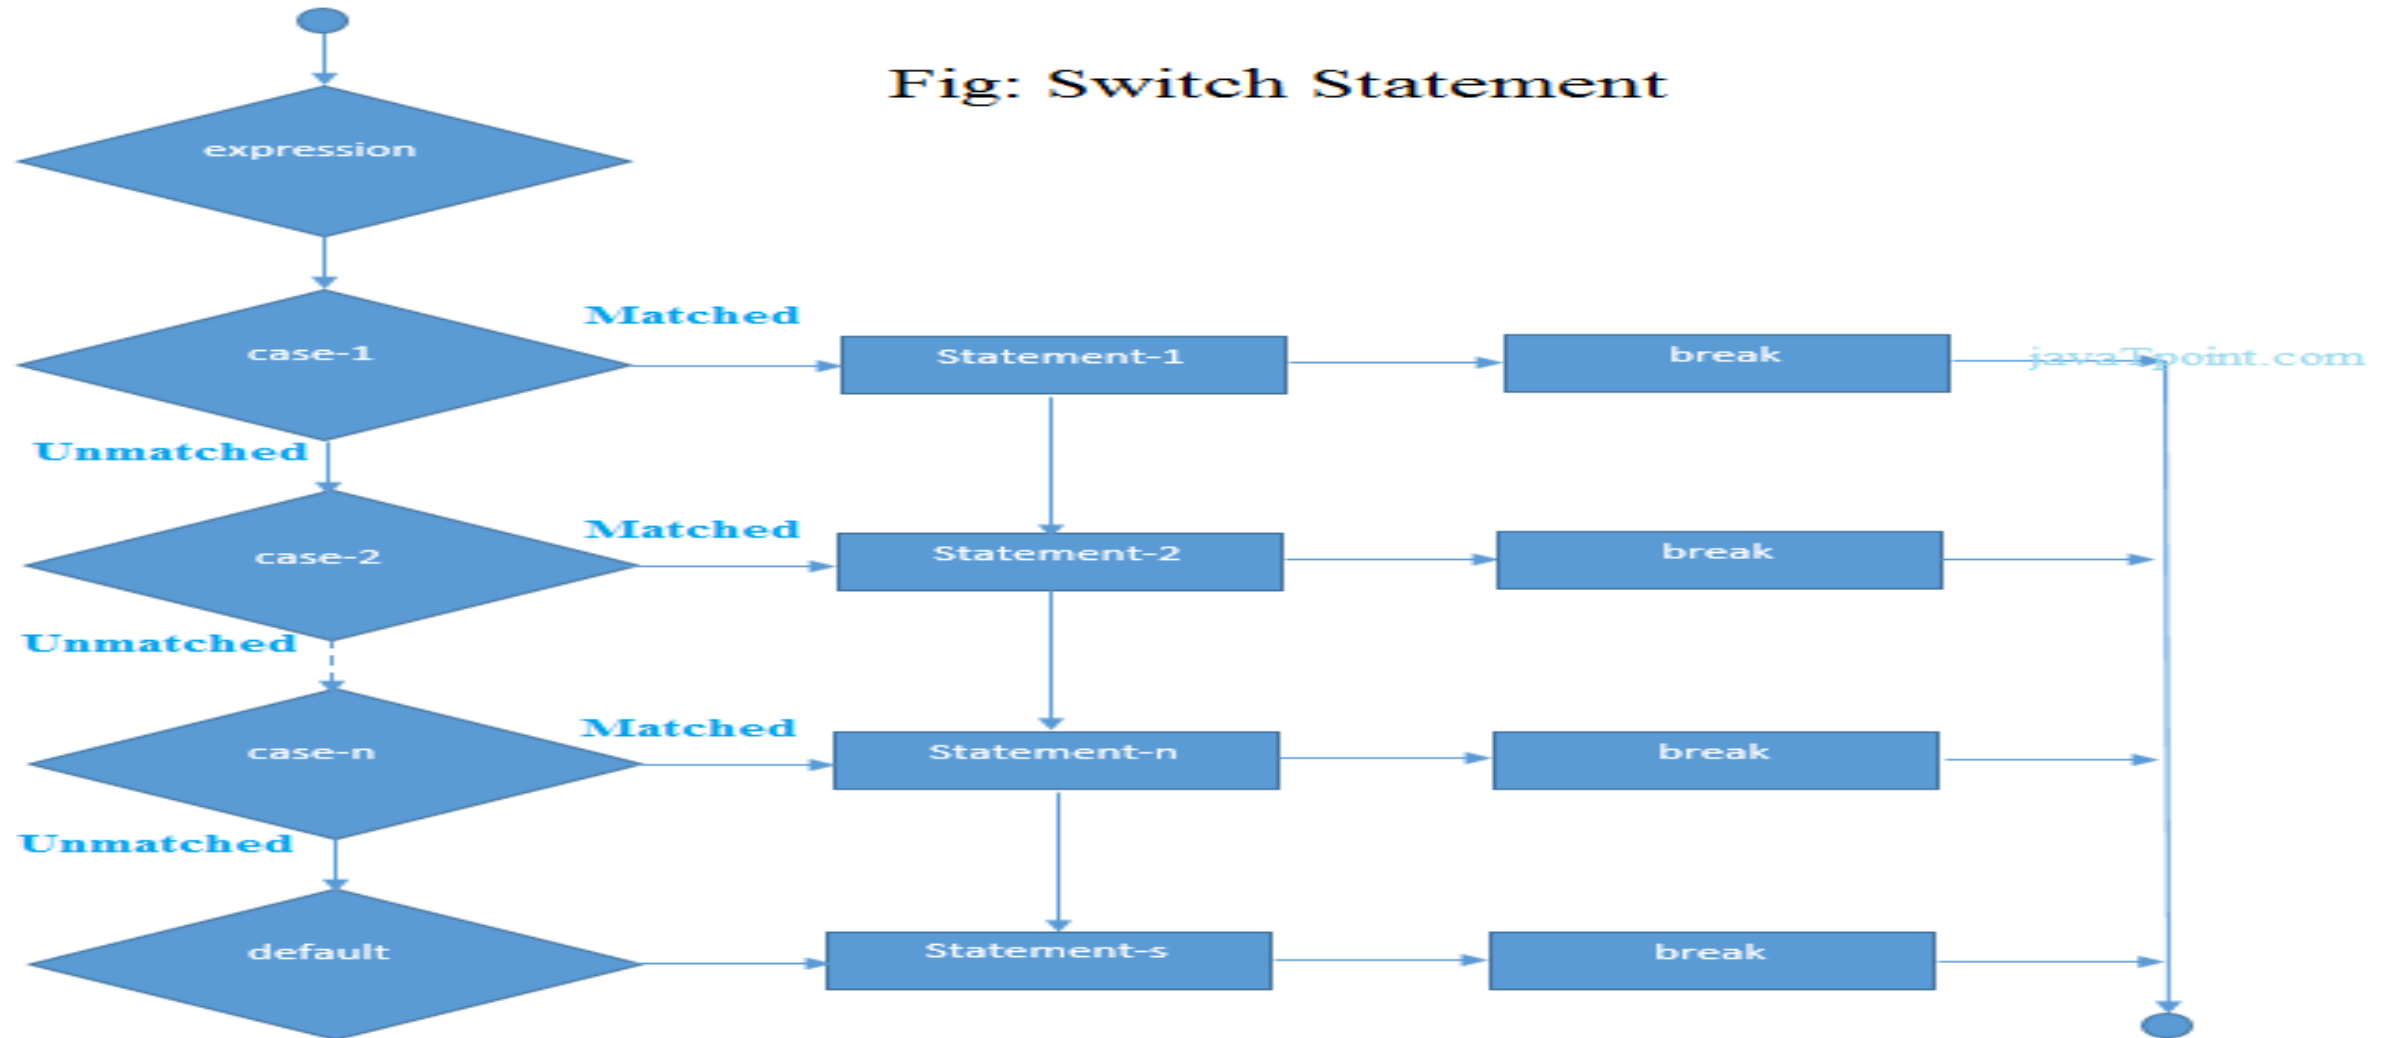 Fig: Switch Statement
expression
case-1
Matched
Statement-1
break
javaTpoint.com
Unmatched
case-2
Matched
Statement-2
break
Unmatched
case-n
Matched
Statement-n
break
Unmatched
default
Statement-s
break